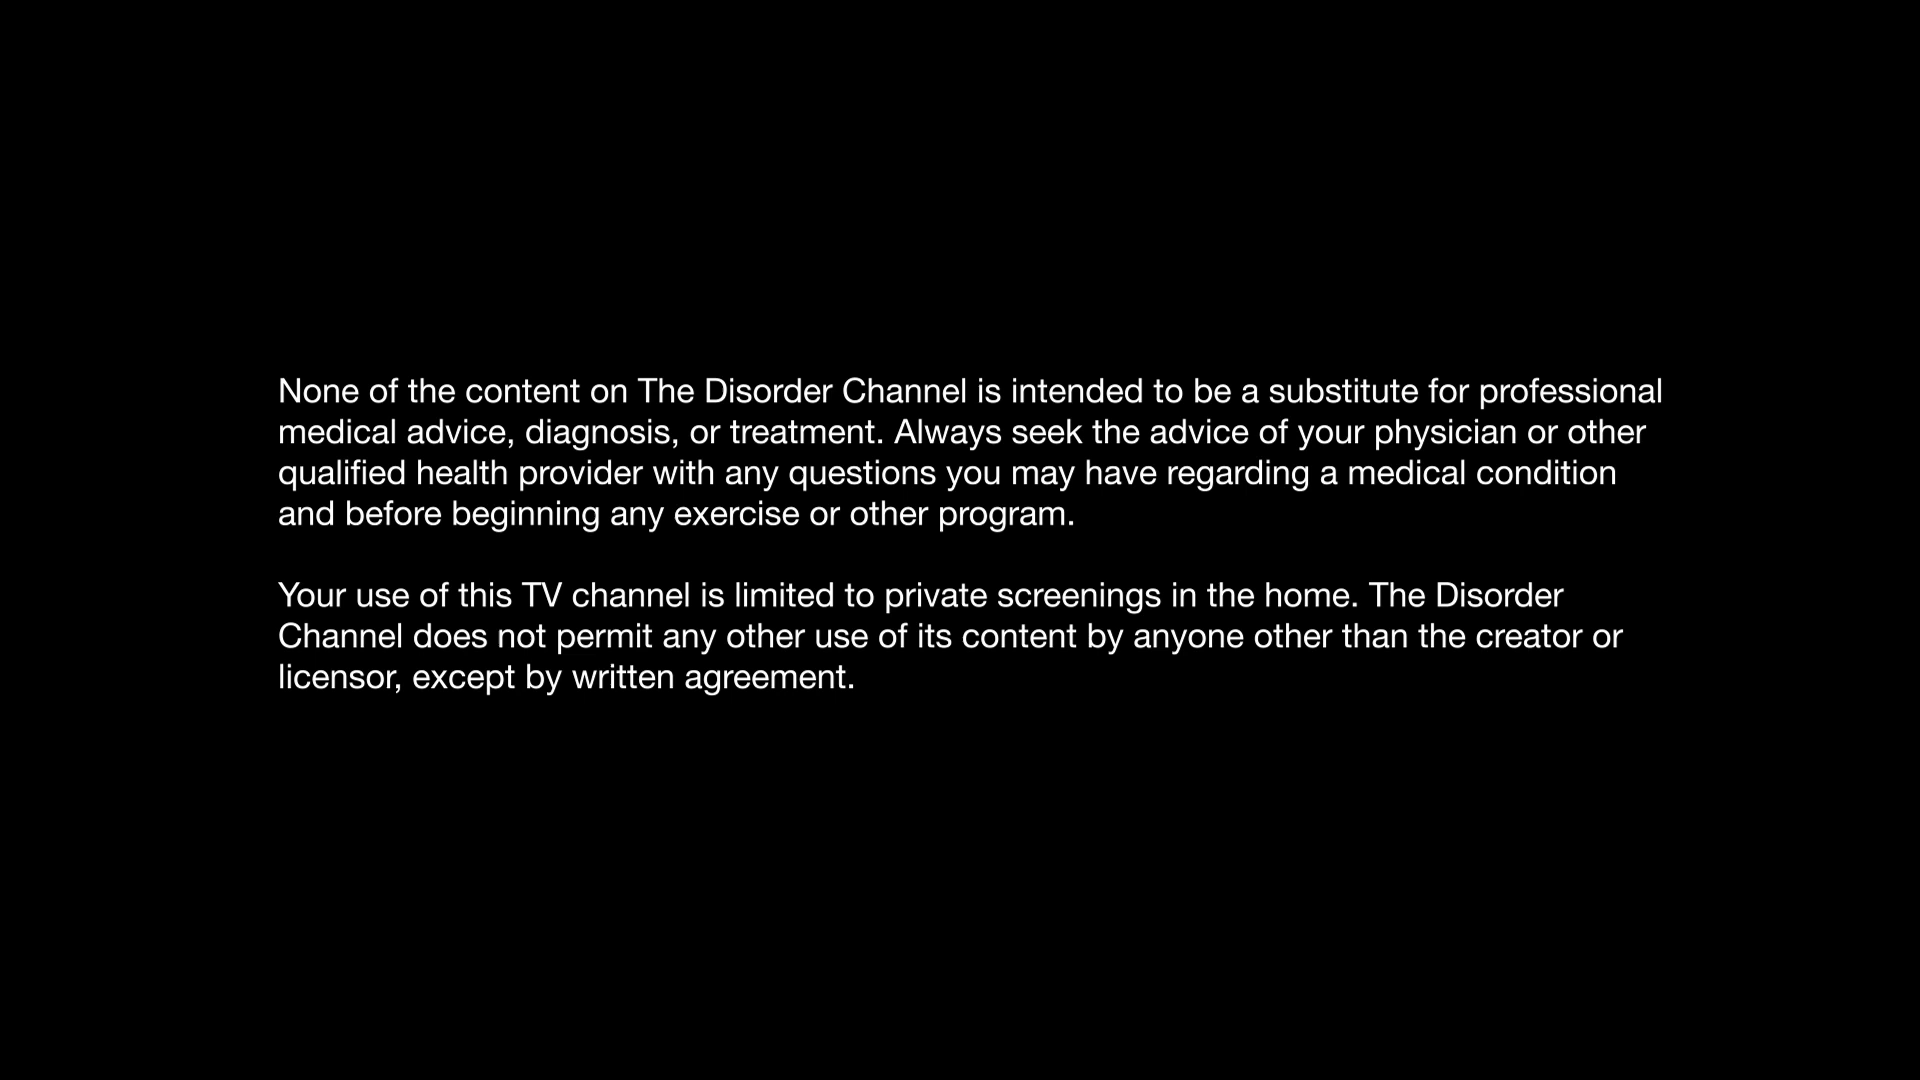 None of the content on The Disorder Channel is intended to be a substitute for professional
medical advice, diagnosis, or treatment. Always seek the advice of your physician or other
qualified health provider with any questions you may have regarding a medical condition
and before beginning any exercise or other program.
Your use of this TV channel is limited to private screenings in the home. The Disorder
Channel does not permit any other use of its content by anyone other than the creator or
licensor, except by written agreement.